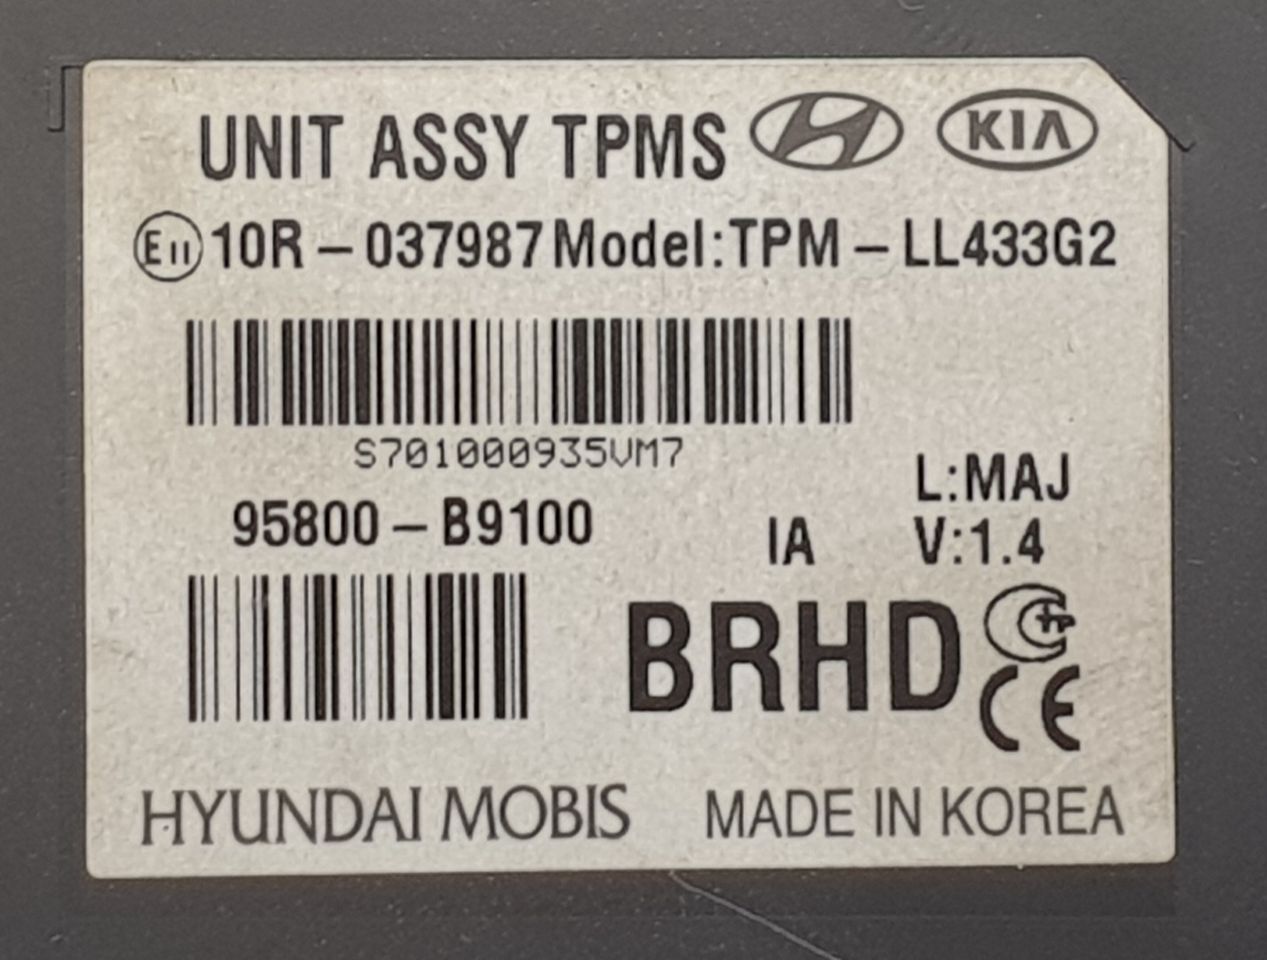 UNIT ASSY TPMS KIA
E11 10R-037987 Model:TPM-LL433G2
S701000935VM7
L:MAJ
95800-B9100
IA V:1.4
BRHD
CE
HYUNDAI MOBIS MADE IN KOREA